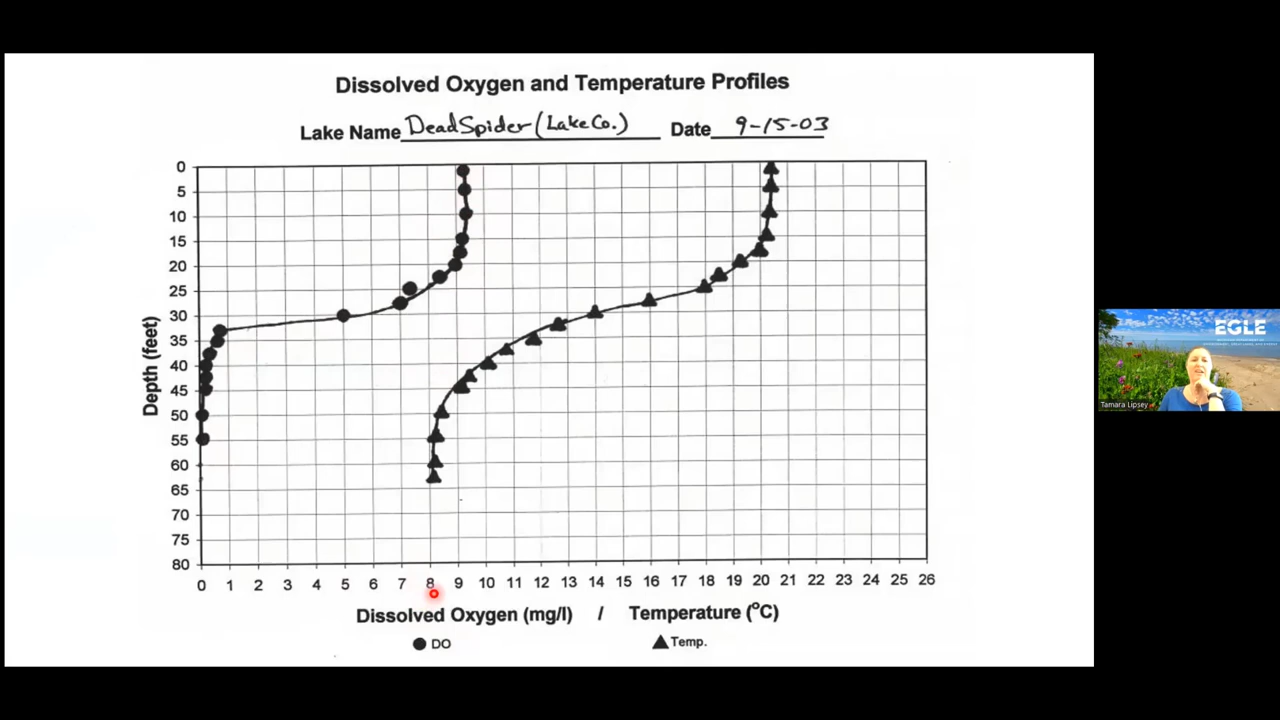 Dissolved Oxygen and Temperature Profiles
Lake Name DeadSpider (Lake Co.) Date 9-15-03
0
5
10
15
20
25
30
35
40
45
50
55
60
65
70
75
80
Depth (feet)
0 1 2 3 4 5 6 7 8 9 10 11 12 13 14 15 16 17 18 19 20 21 22 23 24 25 26
Dissolved Oxygen (mg/l) / Temperature (°C)
DO Temp.
EGLE
Tamara Lipsey